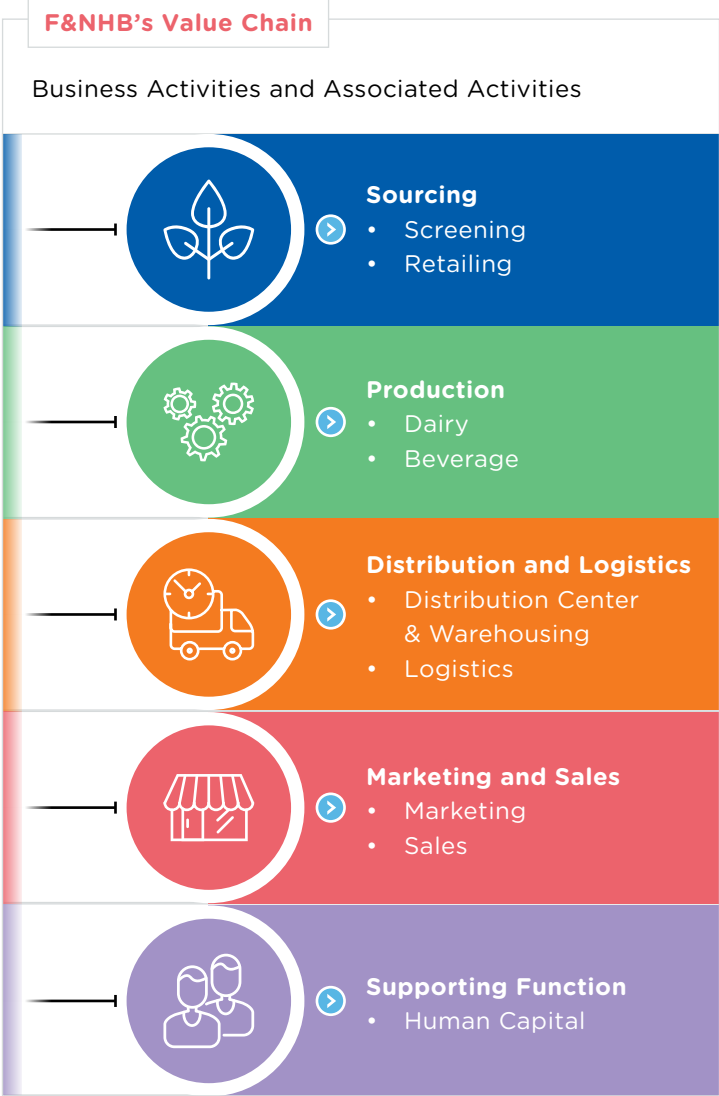 F&NHB's Value Chain
Business Activities and Associated Activities
Sourcing
• Screening
• Retailing
Production
• Dairy
• Beverage
Distribution and Logistics
• Distribution Center
& Warehousing
• Logistics
Marketing and Sales
• Marketing
• Sales
Supporting Function
• Human Capital